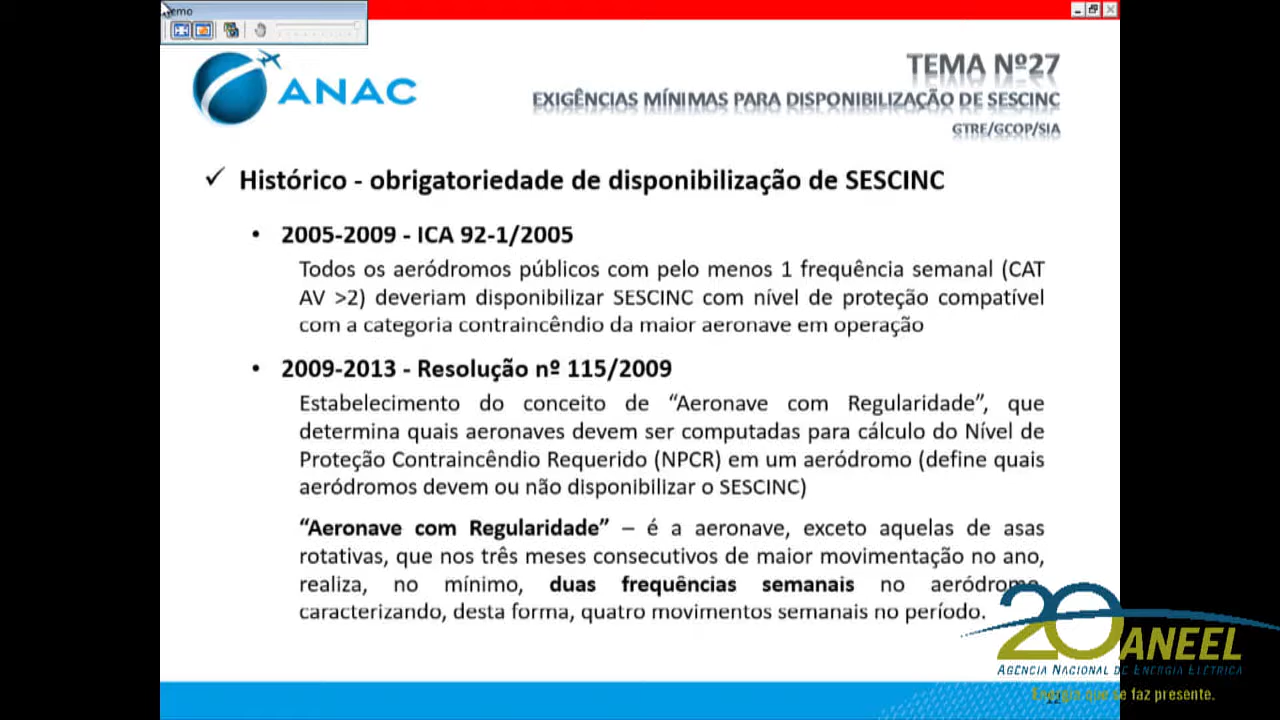 emo
ANAC
TEMA Nº27
EXIGÊNCIAS MÍNIMAS PARA DISPONIBILIZAÇÃO DE SESCINC
GTRE/GCOP/SIA
✓ Histórico - obrigatoriedade de disponibilização de SESCINC
• 2005-2009 - ICA 92-1/2005
Todos os aeródromos públicos com pelo menos 1 frequência semanal (CAT
AV >2) deveriam disponibilizar SESCINC com nível de proteção compatível
com a categoria contraincêndio da maior aeronave em operação
• 2009-2013 - Resolução nº 115/2009
Estabelecimento do conceito de “Aeronave com Regularidade”, que
determina quais aeronaves devem ser computadas para cálculo do Nível de
Proteção Contraincêndio Requerido (NPCR) em um aeródromo (define quais
aeródromos devem ou não disponibilizar o SESCINC)
“Aeronave com Regularidade” – é a aeronave, exceto aquelas de asas
rotativas, que nos três meses consecutivos de maior movimentação no ano,
realiza, no mínimo, duas frequências semanais no aeródromo,
caracterizando, desta forma, quatro movimentos semanais no período.
20 ANEEL
AGÊNCIA NACIONAL DE ENERGIA ELÉTRICA
Energia que se faz presente.
12